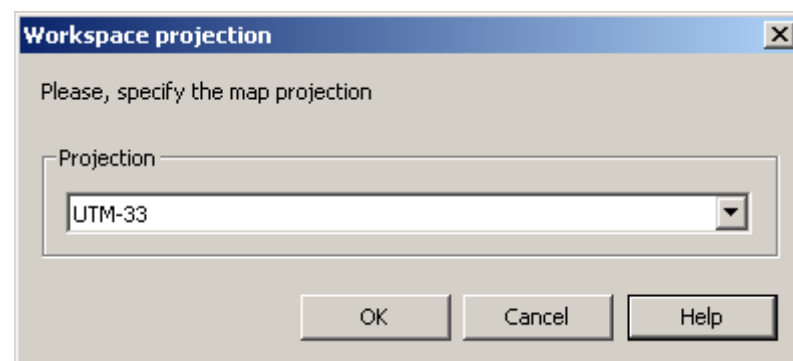 Workspace projection
Please, specify the map projection
Projection
UTM-33
OK Cancel Help